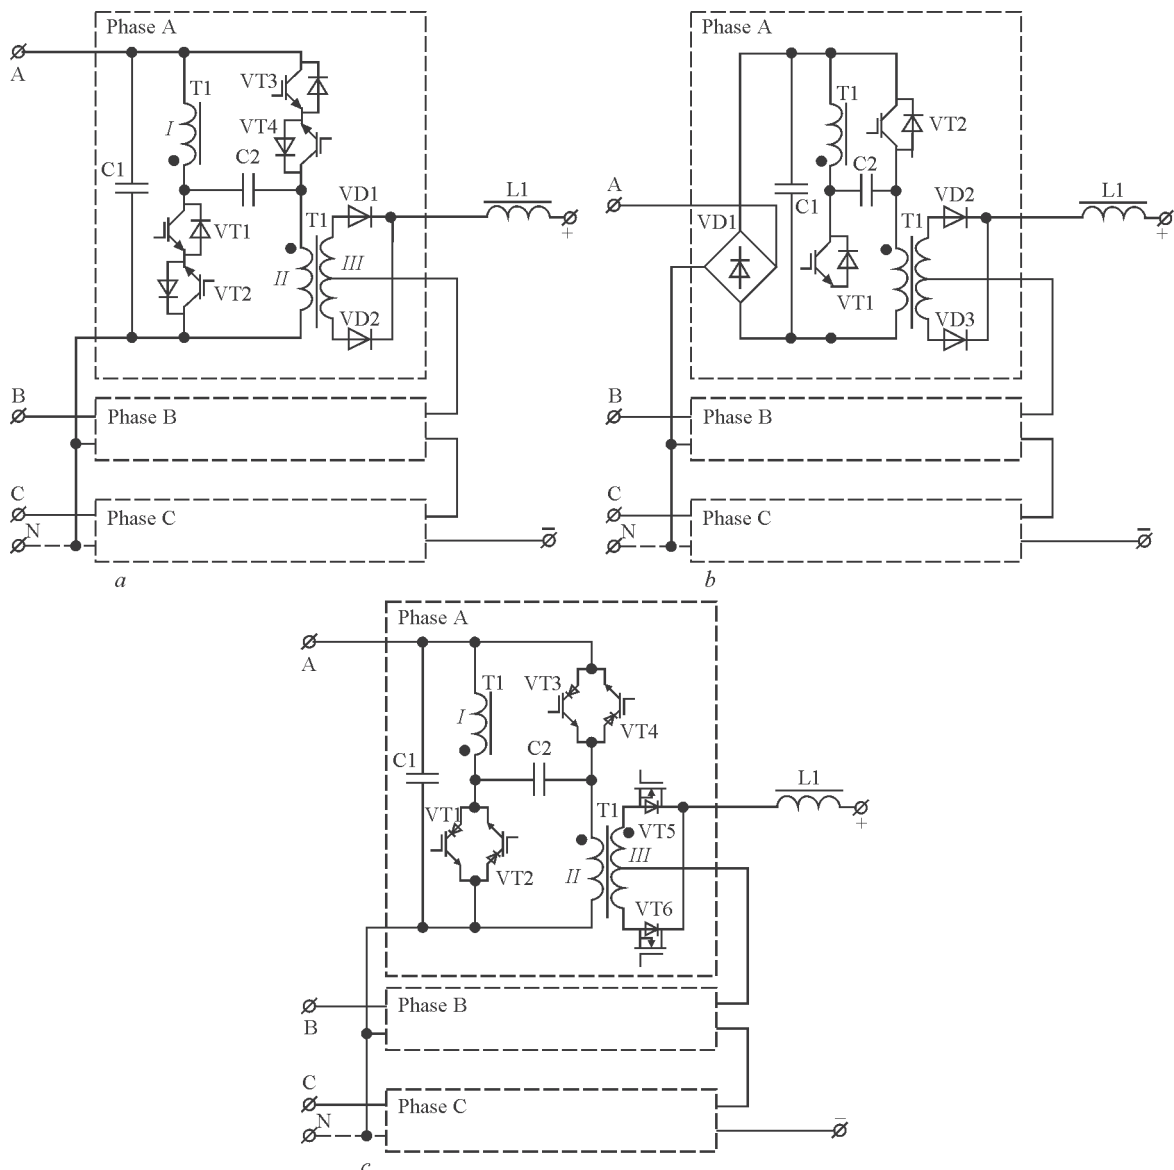 Phase A
A
T1
VT3
I
VT4
C1
C2
VD1
L1
T1
+
VT1
II
III
VT2
VD2
B
Phase B
C
Phase C
N
−
a
Phase A
T1
VT2
C2
A
C1
VD2
L1
VD1
T1
+
VT1
VD3
B
Phase B
C
Phase C
N
−
b
Phase A
A
T1
VT3
I
VT4
C1
C2
L1
VT1
T1
VT5
+
II
III
VT2
VT6
Phase B
B
C
Phase C
N
−
c